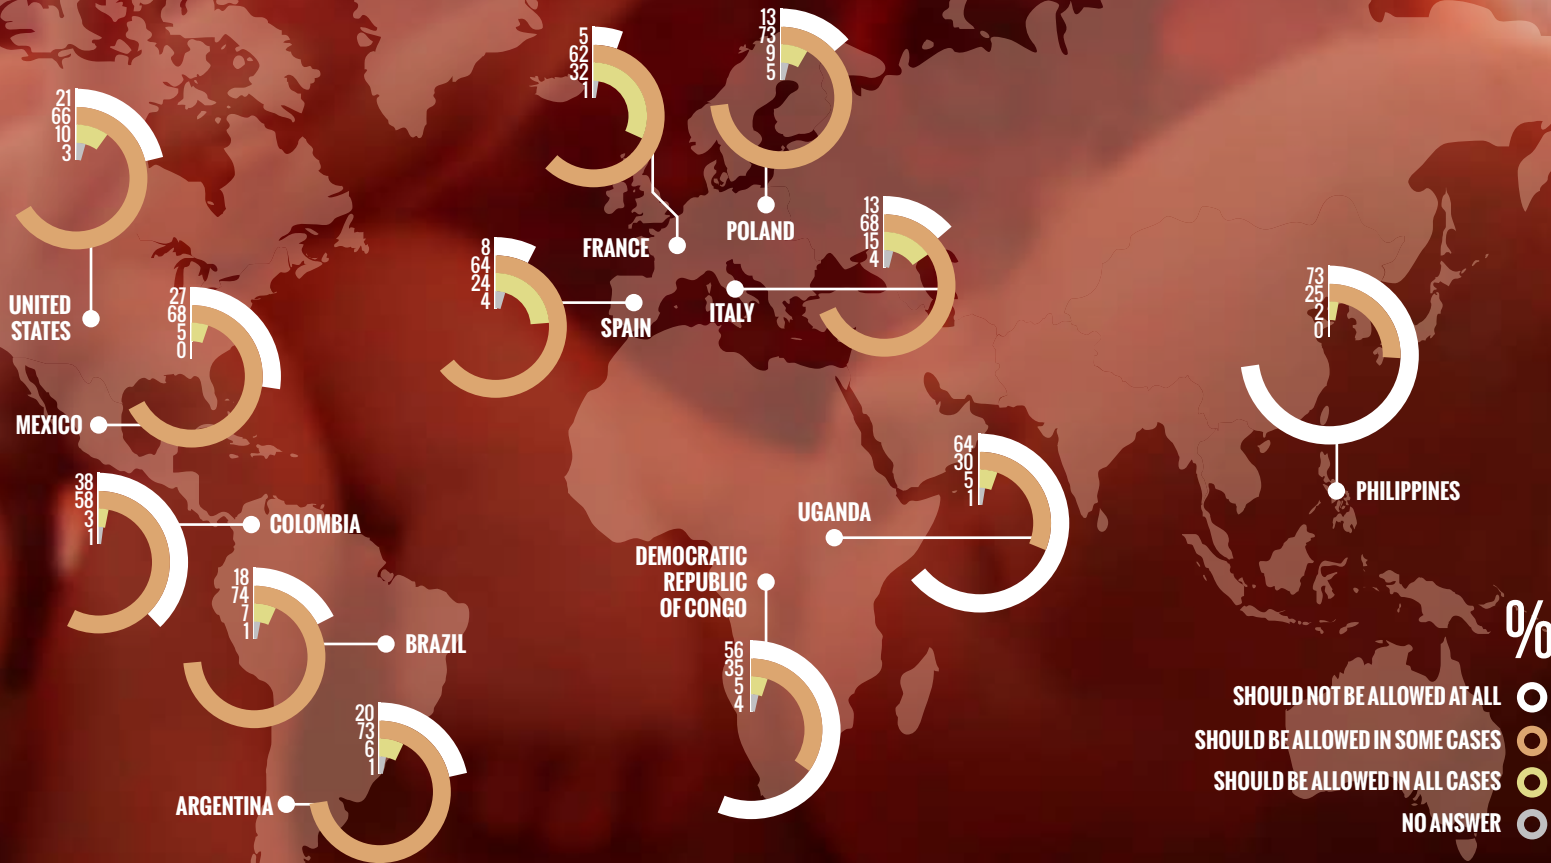 21
66
10
3
UNITED
STATES
27
68
5
0
MEXICO
38
58
3
1
COLOMBIA
18
74
7
1
BRAZIL
20
73
6
1
ARGENTINA
5
62
32
1
FRANCE
13
73
9
5
POLAND
8
64
24
4
SPAIN
13
68
15
4
ITALY
64
30
5
1
UGANDA
DEMOCRATIC
REPUBLIC
OF CONGO
56
35
5
4
73
25
2
0
PHILIPPINES
%
SHOULD NOT BE ALLOWED AT ALL
SHOULD BE ALLOWED IN SOME CASES
SHOULD BE ALLOWED IN ALL CASES
NO ANSWER